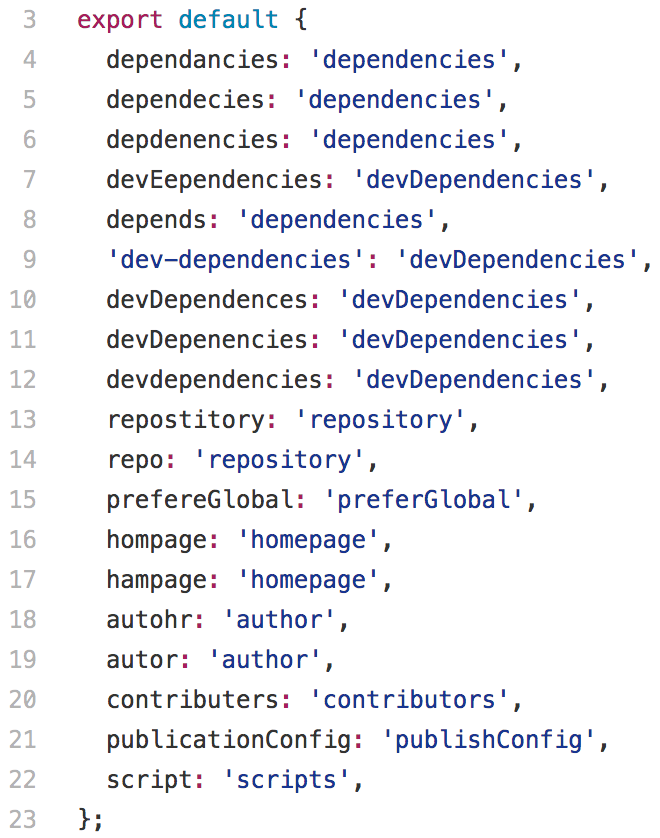 3 export default {
4 dependancies: 'dependencies',
5 dependecies: 'dependencies',
6 depdenencies: 'dependencies',
7 devEependencies: 'devDependencies',
8 depends: 'dependencies',
9 'dev-dependencies': 'devDependencies',
10 devDependences: 'devDependencies',
11 devDepenencies: 'devDependencies',
12 devdependencies: 'devDependencies',
13 repostitory: 'repository',
14 repo: 'repository',
15 prefereGlobal: 'preferGlobal',
16 hompage: 'homepage',
17 hampage: 'homepage',
18 autohr: 'author',
19 autor: 'author',
20 contributers: 'contributors',
21 publicationConfig: 'publishConfig',
22 script: 'scripts',
23 };